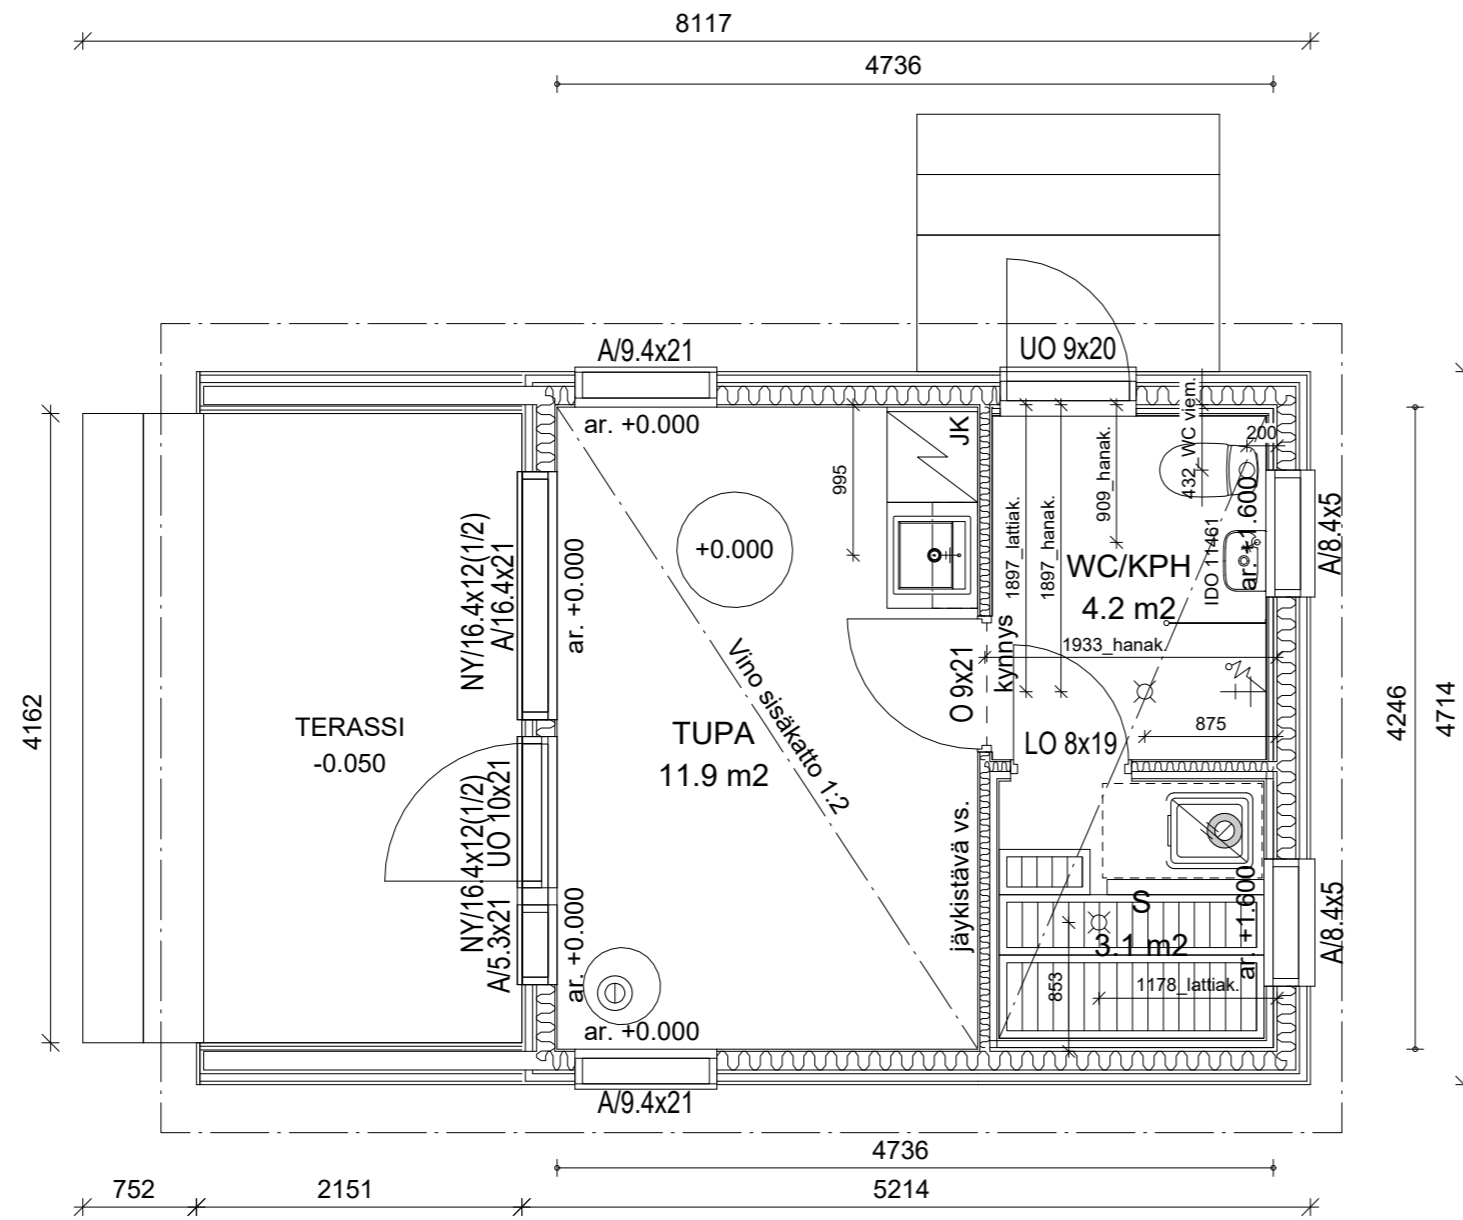 8117
4736
A/9.4x21
UO 9x20
ar. +0.000
JK
995
+0.000
NY/16.4x12(1/2)
A/16.4x21
ar. +0.000
1897_lattiak.
1897_hanak.
909_hanak.
432_WC viem.
200
IDO 11461
ar. +1.600
A/8.4x5
WC/KPH
4.2 m2
1933_hanak.
kynnys
O 9x21
LO 8x19
875
4162
TERASSI
-0.050
TUPA
11.9 m2
Vino sisäkatto 1:2
4246
4714
NY/16.4x12(1/2)
UO 10x21
A/5.3x21
ar. +0.000
jäykistävä vs.
S
3.1 m2
ar. +1.600
A/8.4x5
853
1178_lattiak.
ar. +0.000
A/9.4x21
4736
752
2151
5214